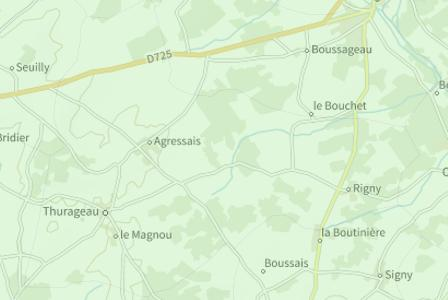 Boussageau
D725
Seuilly
le Bouchet
Bridier
Agressais
Rigny
Thurageau
le Magnou
la Boutinière
Boussais
Signy